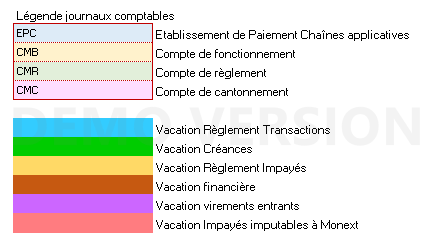 Légende journaux comptables
EPC Etablissement de Paiement Chaînes applicatives
CMB Compte de fonctionnement
CMR Compte de règlement
CMC Compte de cantonnement
DEMO VERSION
Vacation Règlement Transactions
Vacation Créances
Vacation Règlement Impayés
Vacation financière
Vacation virements entrants
Vacation Impayés imputables à Monext